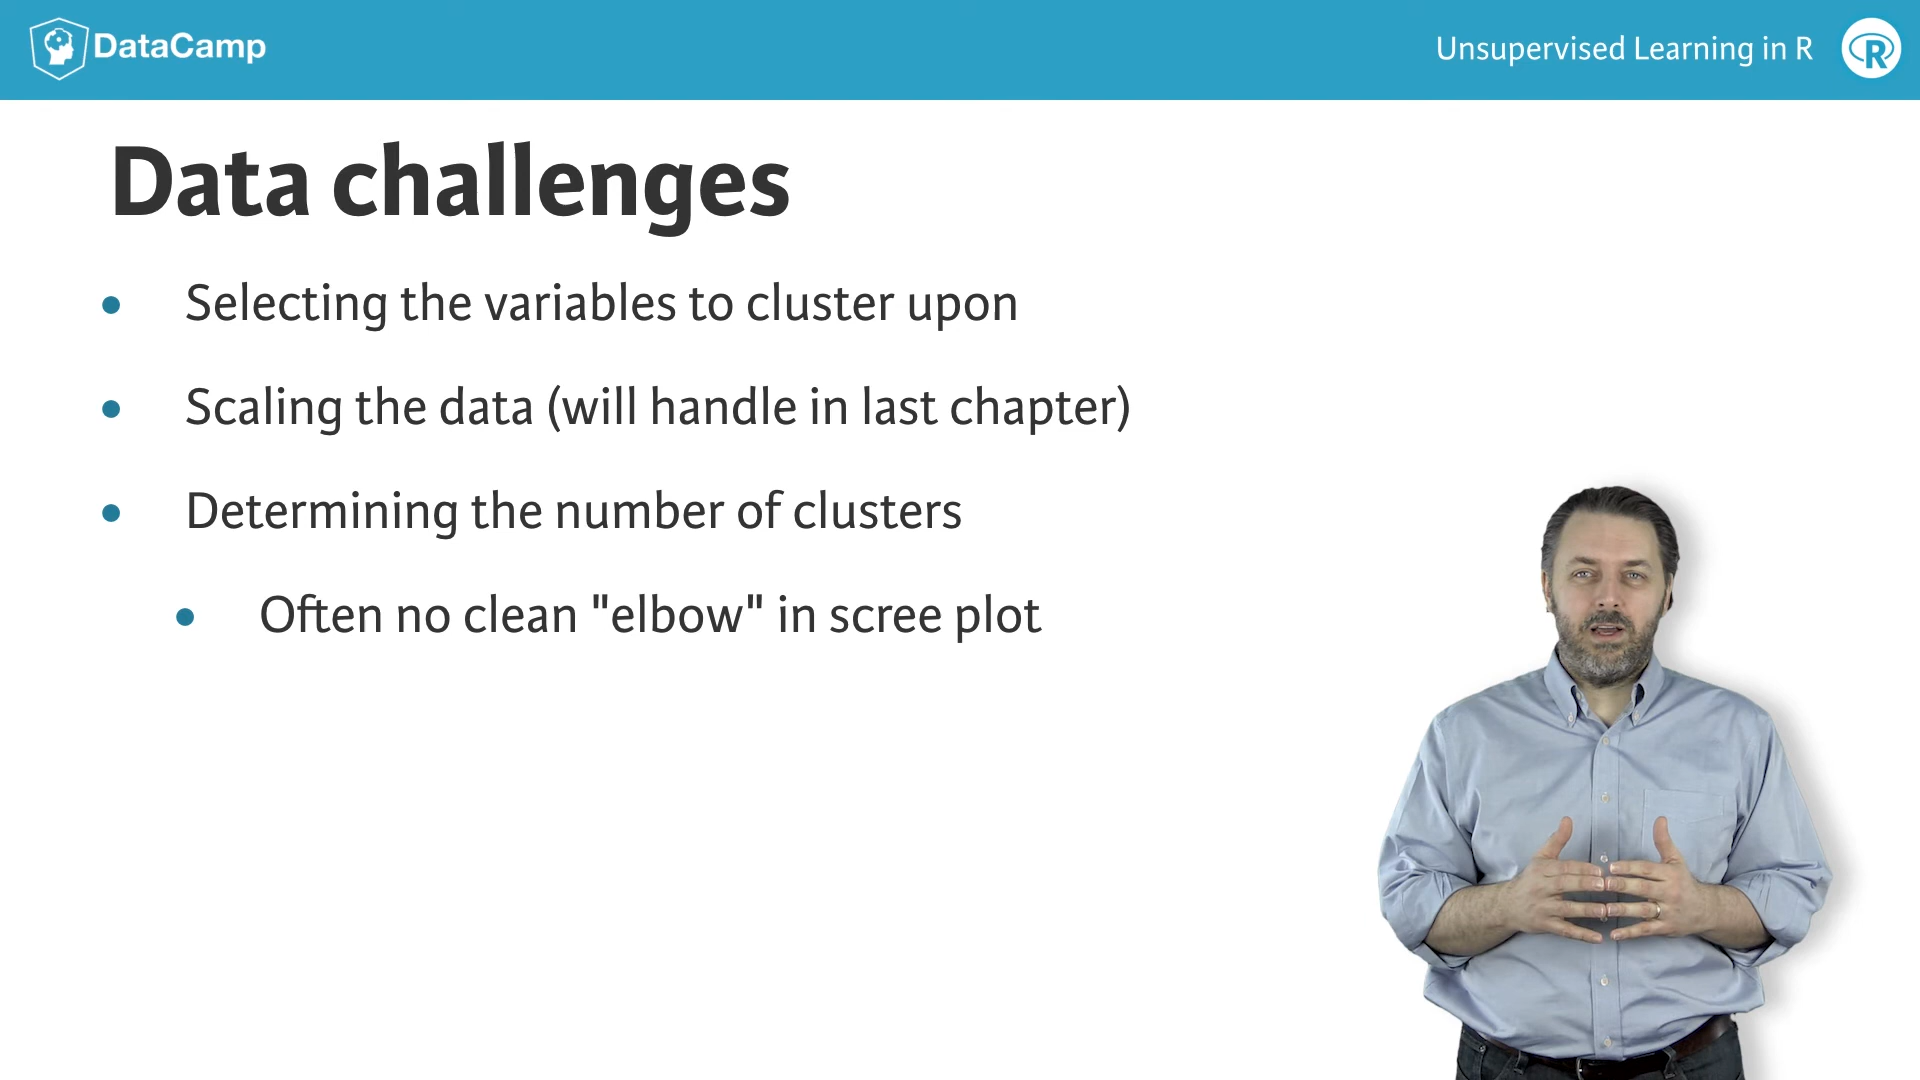 DataCamp
Unsupervised Learning in R
R
Data challenges
Selecting the variables to cluster upon
Scaling the data (will handle in last chapter)
Determining the number of clusters
Often no clean "elbow" in scree plot